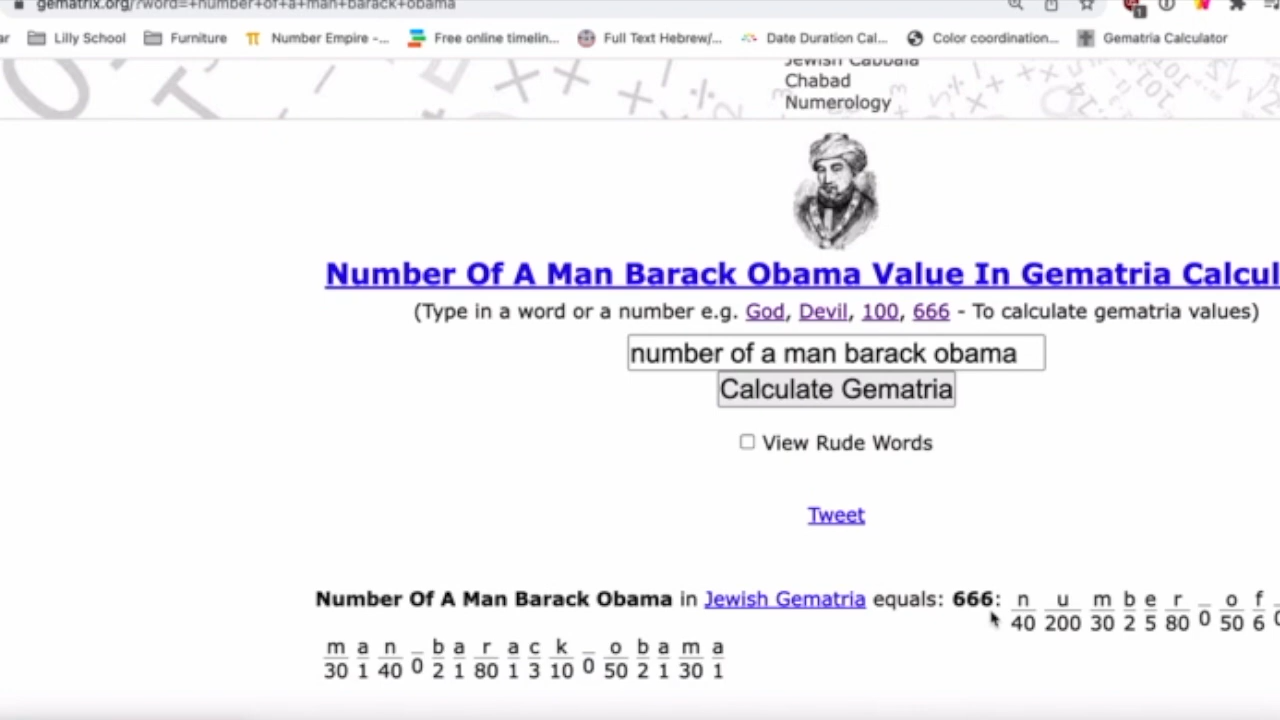 gematrix.org/?word=+number+of+a+man+barack+obama
ar Lilly School Furniture Number Empire -... Free online timelin... Full Text Hebrew/... Date Duration Cal... Color coordination... Gematria Calculator
Jewish Cabbala
Chabad
Numerology
Number Of A Man Barack Obama Value In Gematria Calcul
(Type in a word or a number e.g. God, Devil, 100, 666 - To calculate gematria values)
number of a man barack obama
Calculate Gematria
View Rude Words
Tweet
Number Of A Man Barack Obama in Jewish Gematria equals: 666: n u m b e r _ o f
40 200 30 2 5 80 0 50 6 0
m a n _ b a r a c k _ o b a m a
30 1 40 0 2 1 80 1 3 10 0 50 2 1 30 1